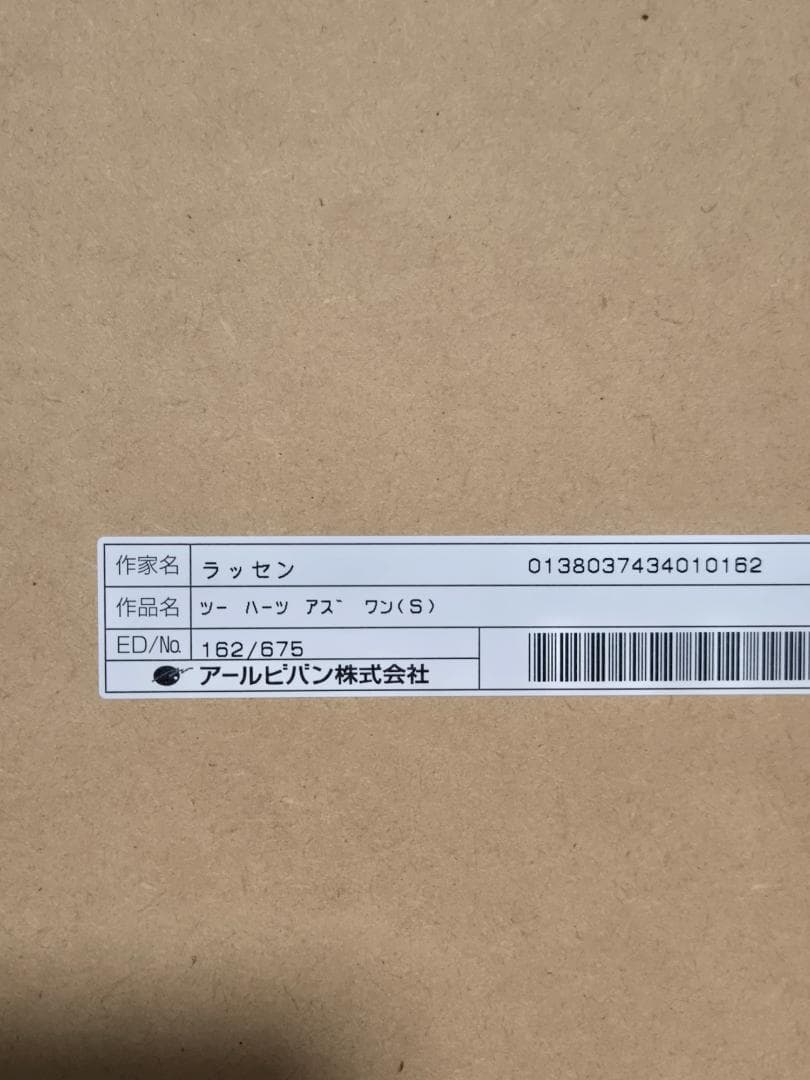 作家名 ラッセン 0138037434010162
作品名 ツー ハーツ アズ ワン(S)
ED/No. 162/675
アールビバン株式会社